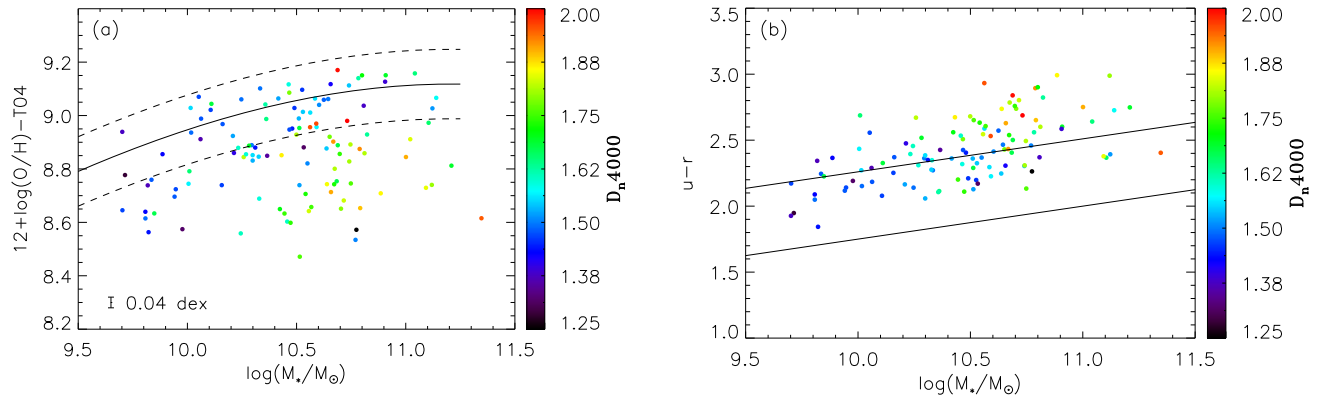 (a)
12+log(O/H)−T04
9.2
9.0
8.8
8.6
8.4
8.2
I 0.04 dex
9.5 10.0 10.5 11.0 11.5
log(M*/M⊙)
2.00
1.88
1.75
1.62
1.50
1.38
1.25
Dn4000
(b)
u−r
3.5
3.0
2.5
2.0
1.5
1.0
9.5 10.0 10.5 11.0 11.5
log(M*/M⊙)
2.00
1.88
1.75
1.62
1.50
1.38
1.25
Dn4000